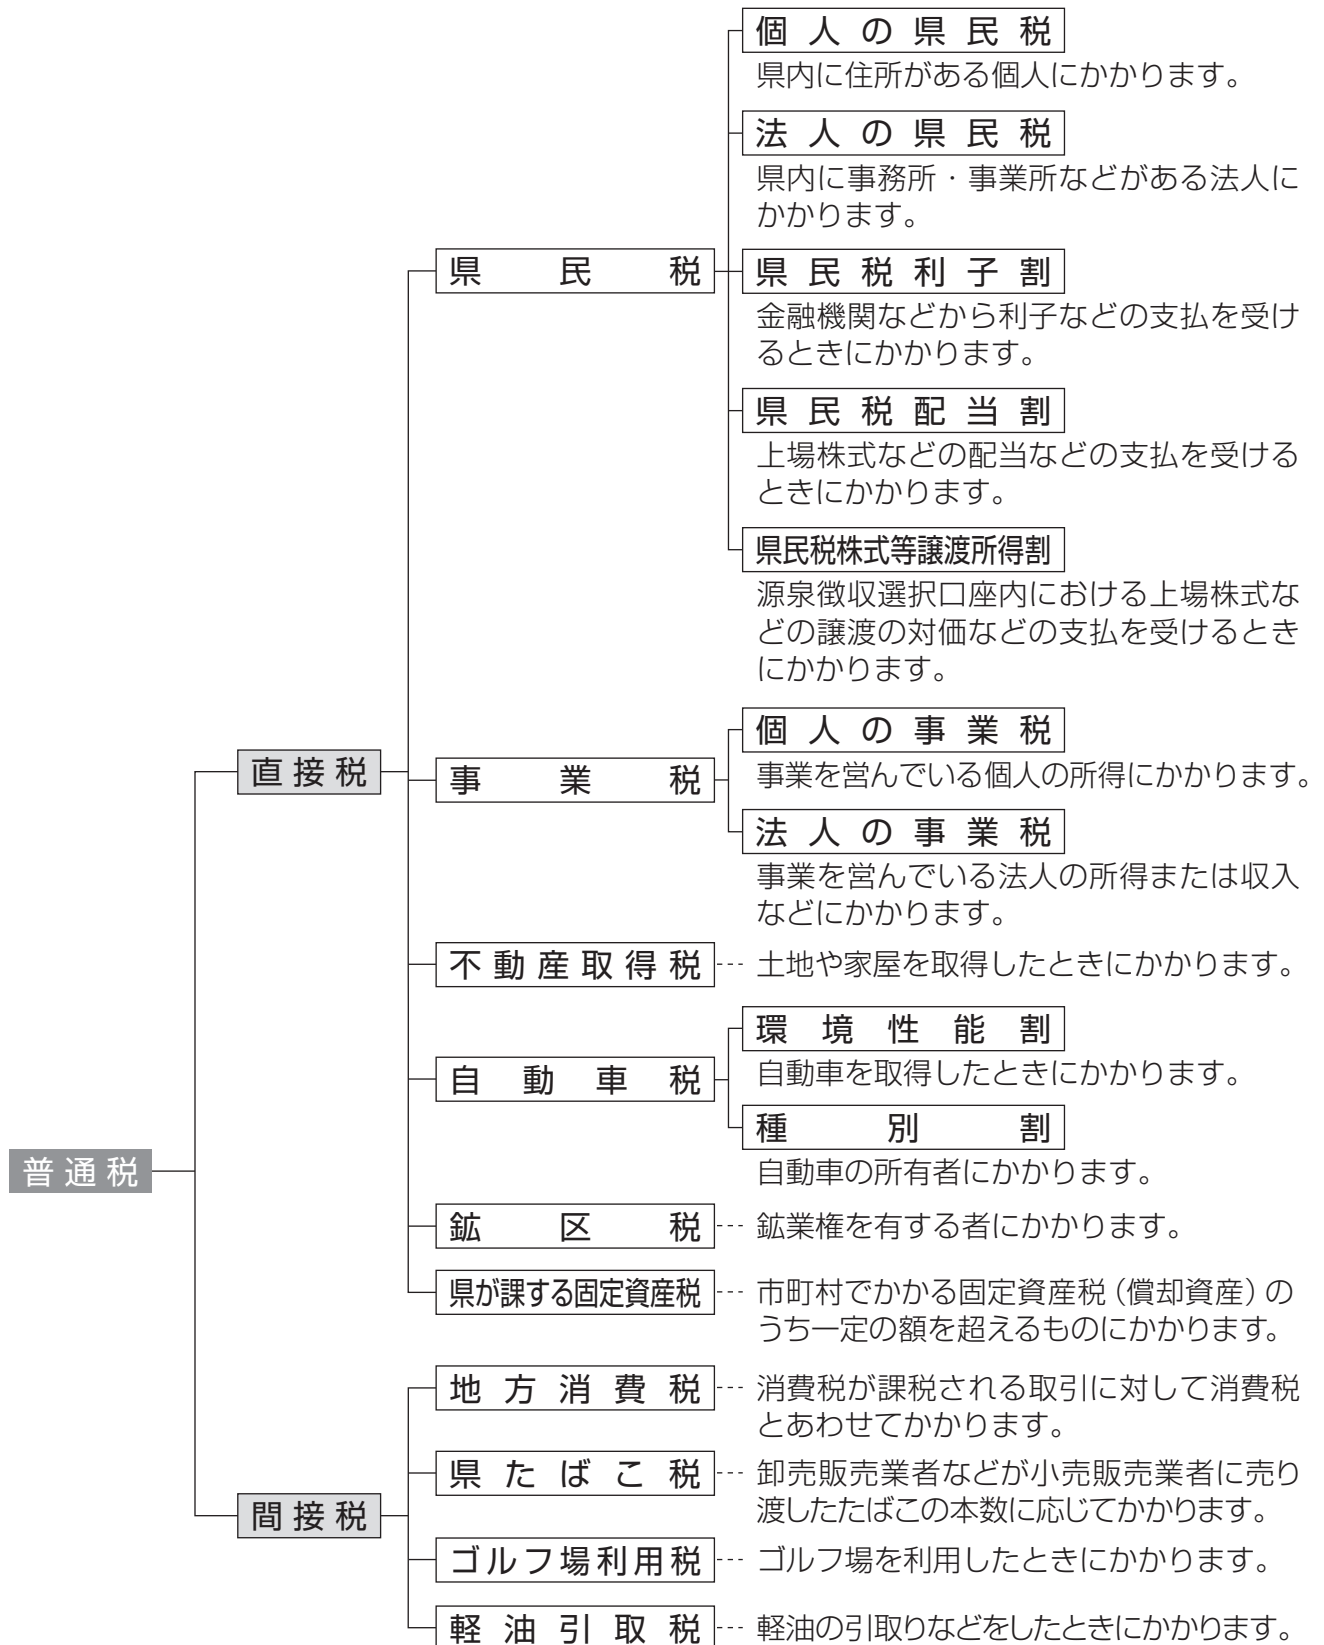 普通税
直接税
県民税
個人の県民税
県内に住所がある個人にかかります。
法人の県民税
県内に事務所・事業所などがある法人に
かかります。
県民税利子割
金融機関などから利子などの支払を受け
るときにかかります。
県民税配当割
上場株式などの配当などの支払を受ける
ときにかかります。
県民税株式等譲渡所得割
源泉徴収選択口座内における上場株式な
どの譲渡の対価などの支払を受けるとき
にかかります。
事業税
個人の事業税
事業を営んでいる個人の所得にかかります。
法人の事業税
事業を営んでいる法人の所得または収入
などにかかります。
不動産取得税
土地や家屋を取得したときにかかります。
自動車税
環境性能割
自動車を取得したときにかかります。
種別割
自動車の所有者にかかります。
鉱区税
鉱業権を有する者にかかります。
県が課する固定資産税
市町村でかかる固定資産税(償却資産)の
うち一定の額を超えるものにかかります。
間接税
地方消費税
消費税が課税される取引に対して消費税
とあわせてかかります。
県たばこ税
卸売販売業者などが小売販売業者に売り
渡したたばこの本数に応じてかかります。
ゴルフ場利用税
ゴルフ場を利用したときにかかります。
軽油引取税
軽油の引取りなどをしたときにかかります。